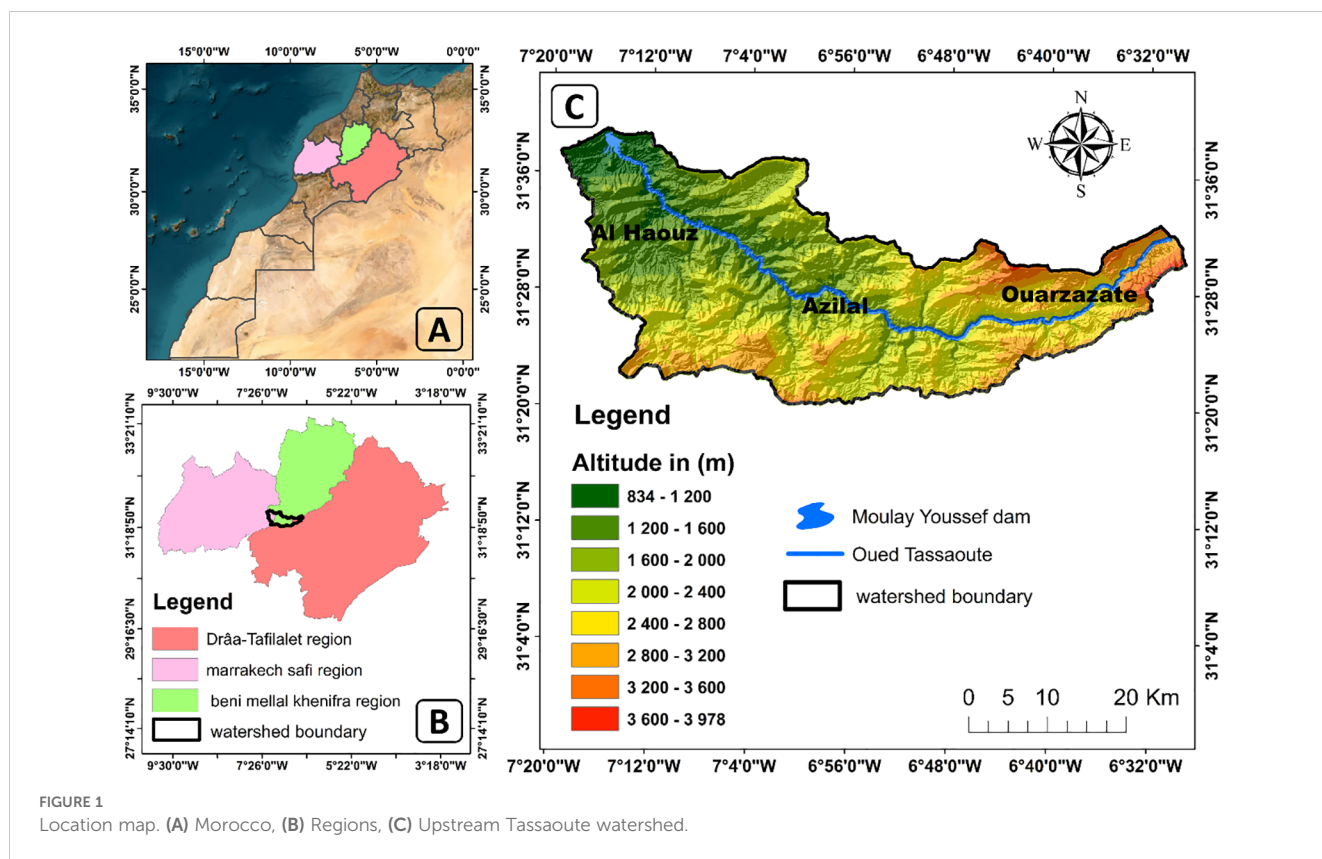 15°0'0"W 10°0'0"W 5°0'0"W 0°0'0"
35°0'0"N
30°0'0"N
25°0'0"N
35°0'0"N
30°0'0"N
25°0'0"N
A
15°0'0"W 10°0'0"W 5°0'0"W 0°0'0"
9°30'0"W 7°26'0"W 5°22'0"W 3°18'0"W
33°21'10"N
31°18'50"N
29°16'30"N
27°14'10"N
33°21'10"N
31°18'50"N
29°16'30"N
27°14'10"N
Legend
Drâa-Tafilalet region
marrakech safi region
beni mellal khenifra region
watershed boundary
B
9°30'0"W 7°26'0"W 5°22'0"W 3°18'0"W
7°20'0"W 7°12'0"W 7°4'0"W 6°56'0"W 6°48'0"W 6°40'0"W 6°32'0"W
C
N
W E
S
31°36'0"N
31°28'0"N
31°20'0"N
31°12'0"N
31°4'0"N
31°36'0"N
31°28'0"N
31°20'0"N
31°12'0"N
31°4'0"N
Al Haouz
Azilal
Ouarzazate
Legend
Altitude in (m)
834 - 1 200
1 200 - 1 600
1 600 - 2 000
2 000 - 2 400
2 400 - 2 800
2 800 - 3 200
3 200 - 3 600
3 600 - 3 978
Moulay Youssef dam
Oued Tassaoute
watershed boundary
0 5 10 20 Km
7°20'0"W 7°12'0"W 7°4'0"W 6°56'0"W 6°48'0"W 6°40'0"W 6°32'0"W
FIGURE 1
Location map. (A) Morocco, (B) Regions, (C) Upstream Tassaoute watershed.